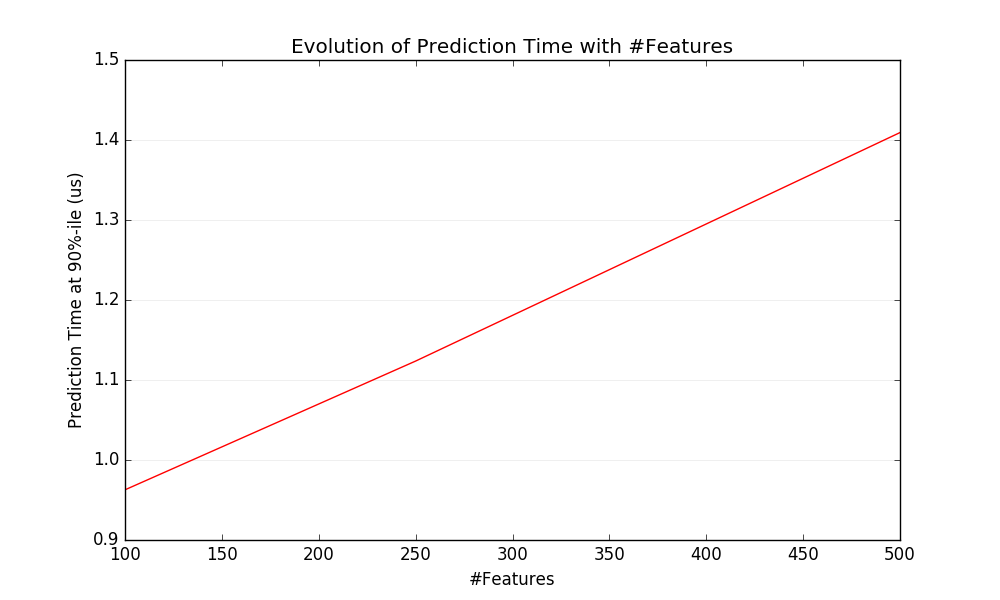 Evolution of Prediction Time with #Features
1.5
1.4
1.3
1.2
1.1
1.0
0.9
Prediction Time at 90%-ile (us)
100 150 200 250 300 350 400 450 500
#Features